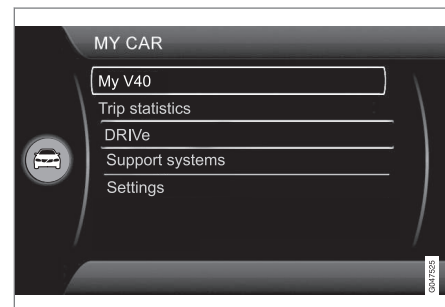 MY CAR
My V40
Trip statistics
DRIVe
Support systems
Settings
G047525